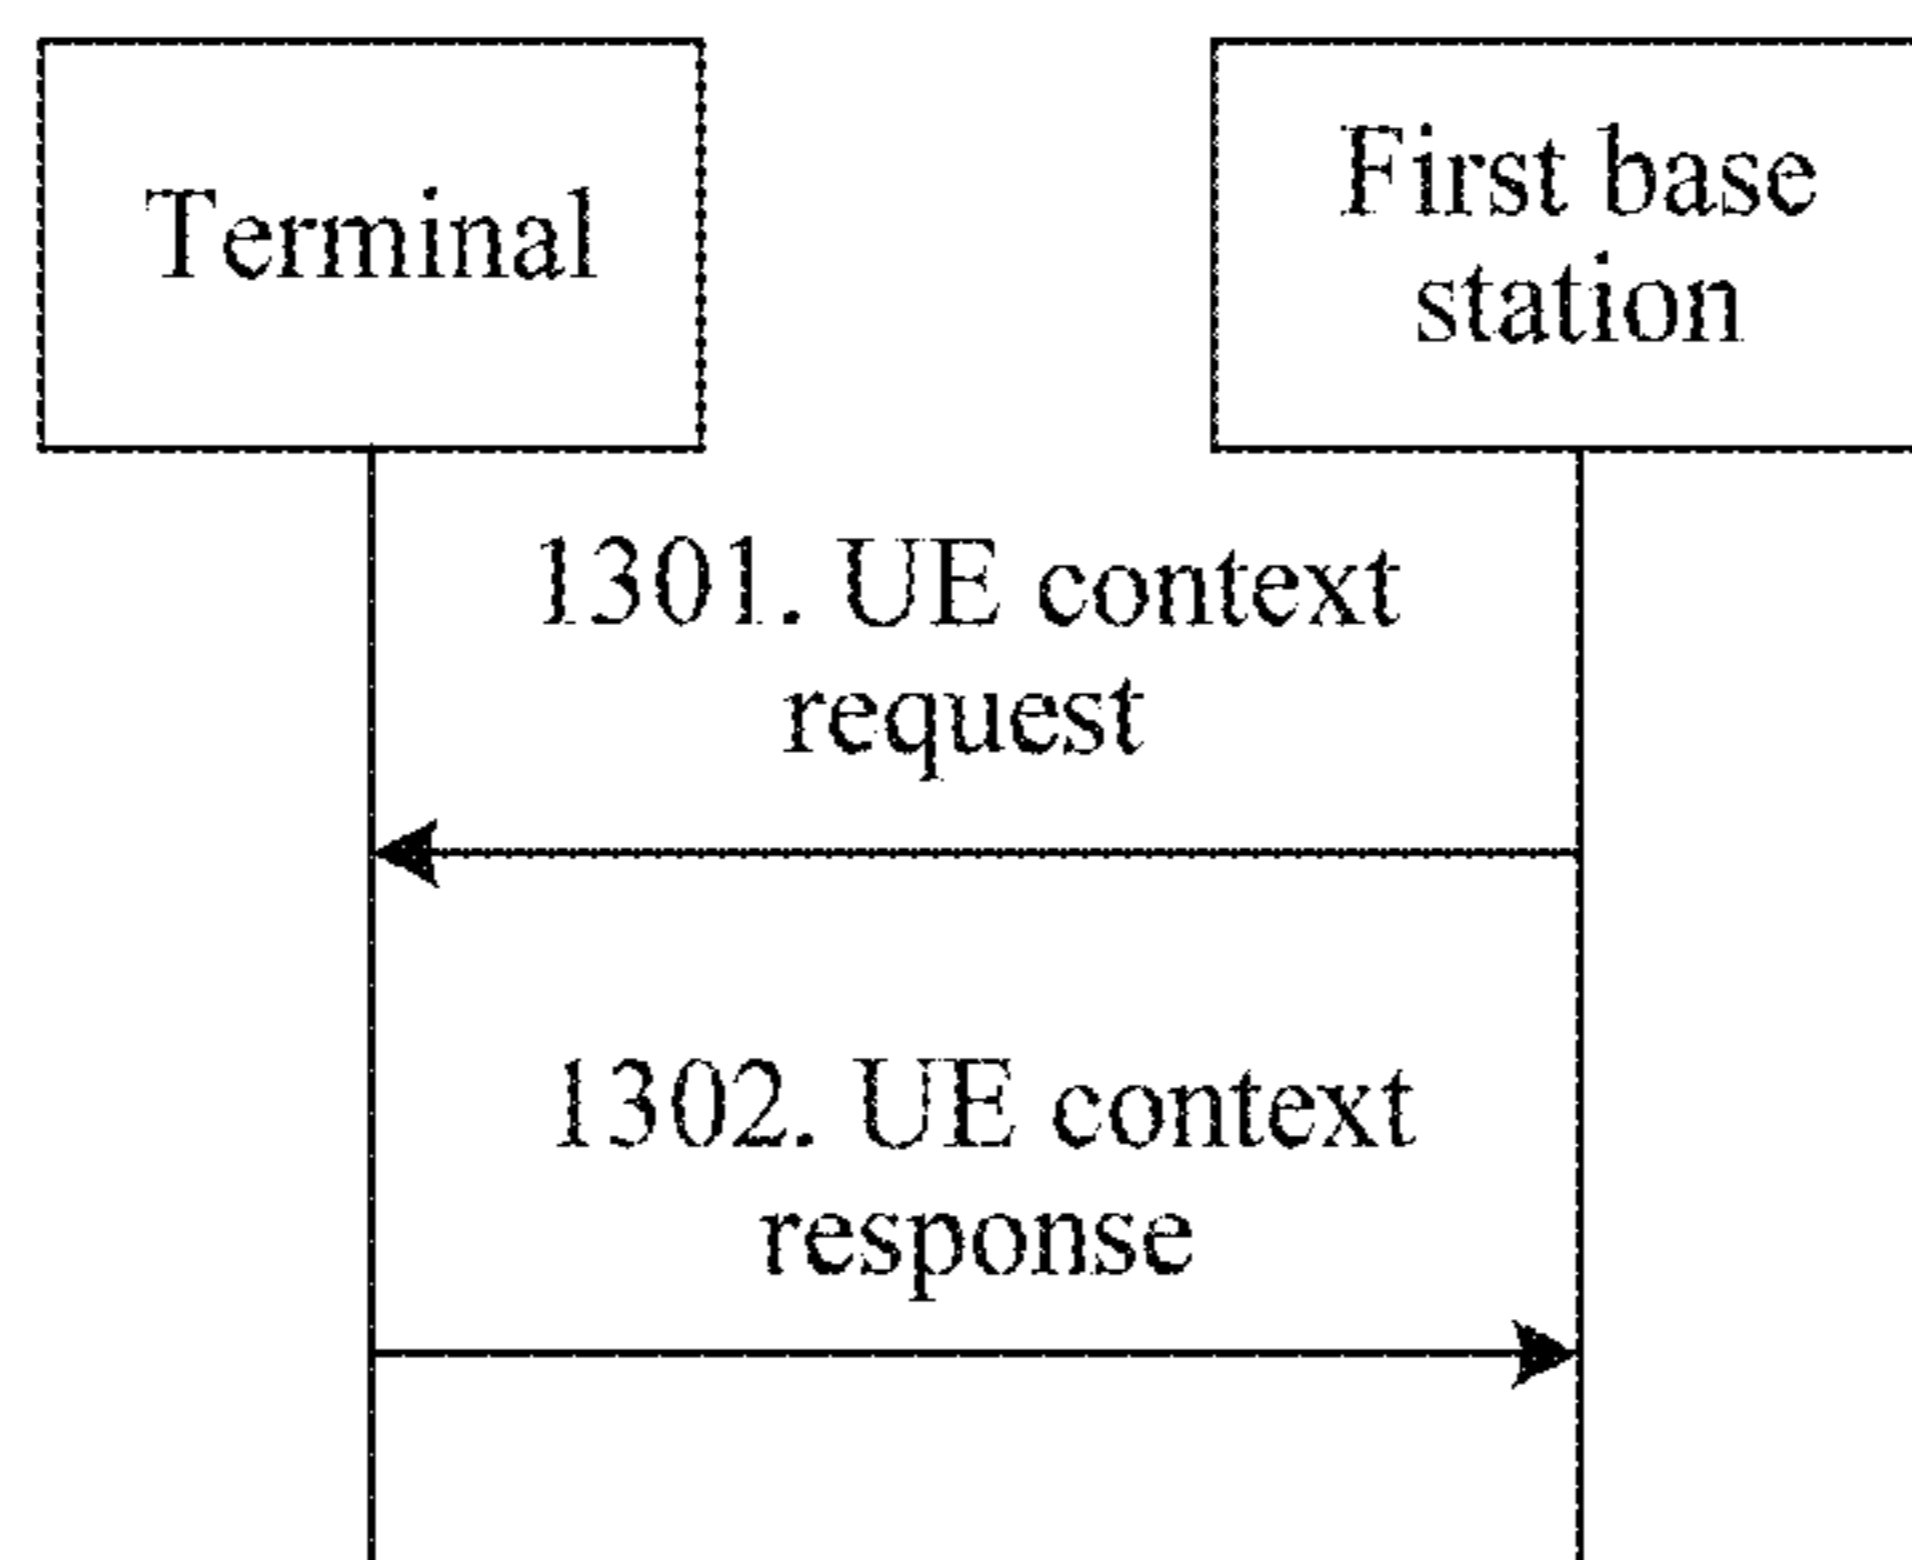 Terminal
First base
station
1301. UE context
request
1302. UE context
response